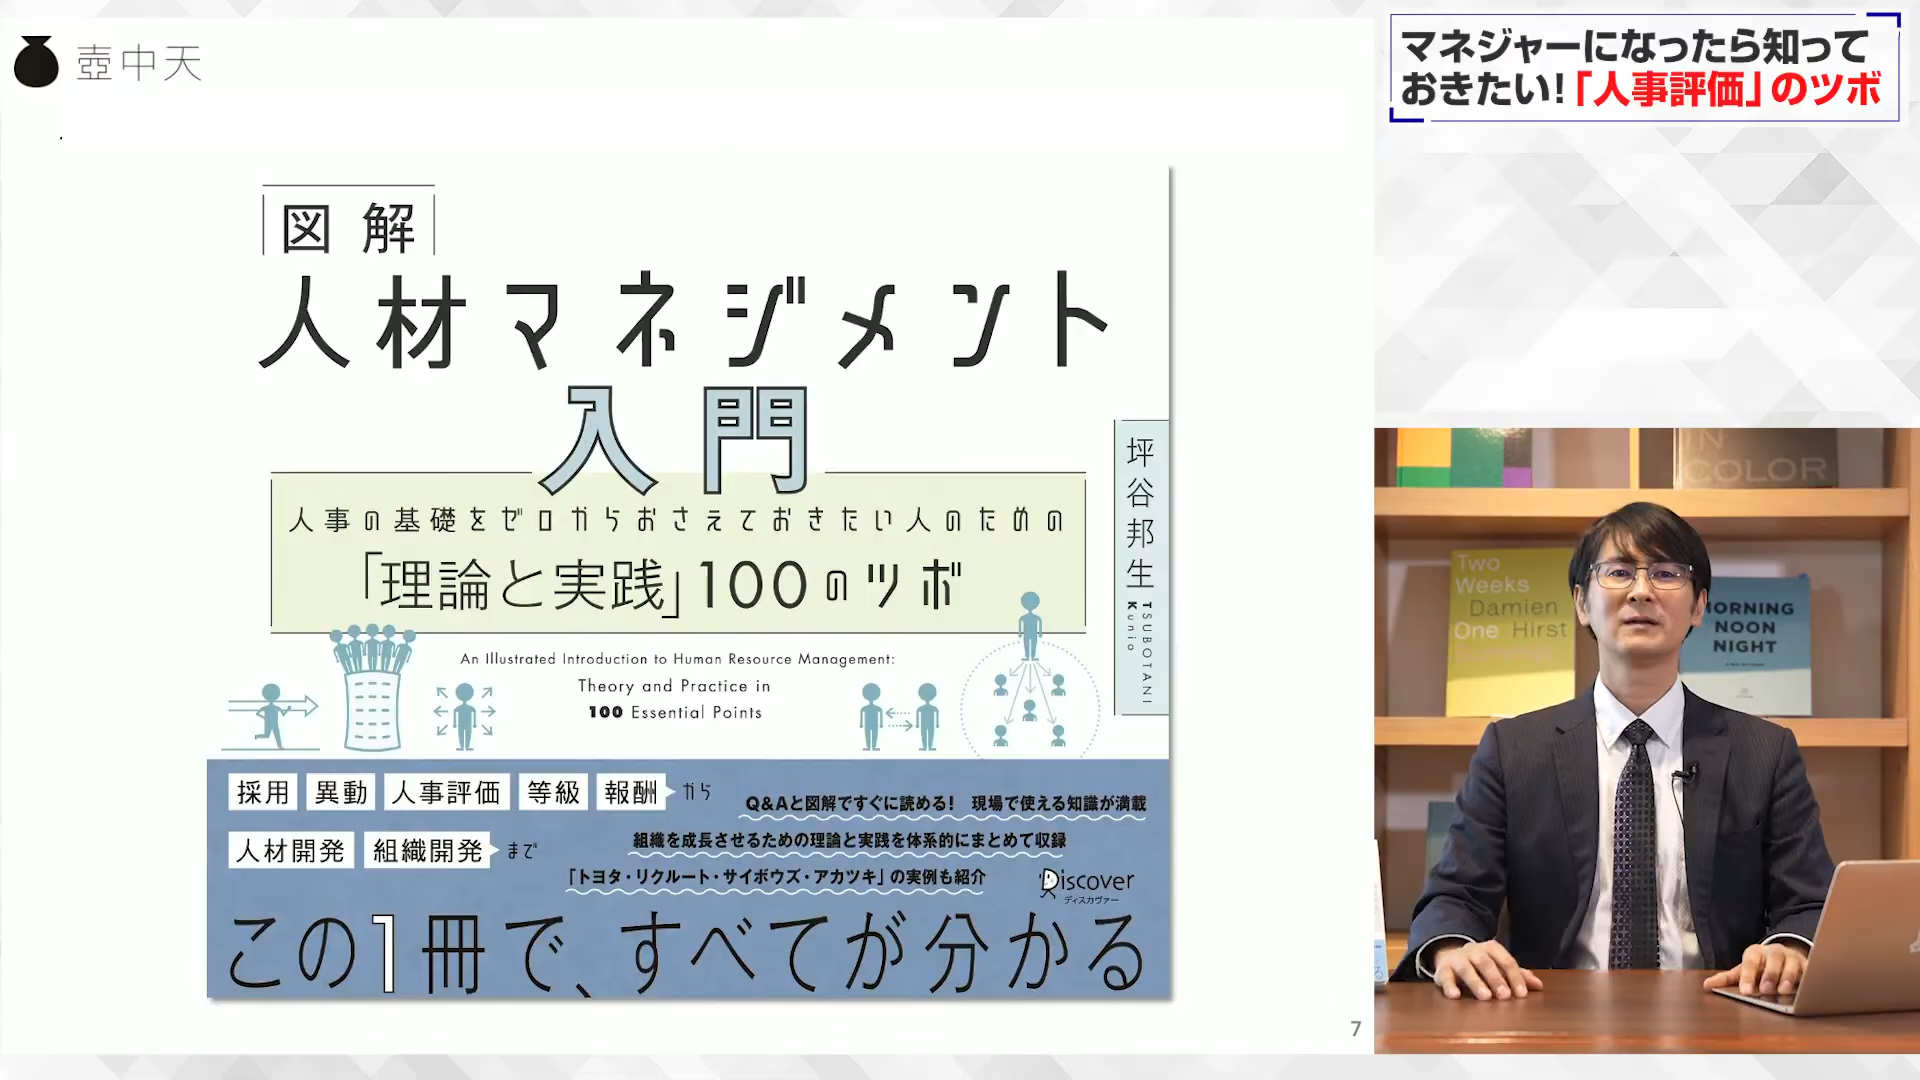 壺中天
マネジャーになったら知って
おきたい!「人事評価」のツボ
図解
人材マネジメント
入門
人事の基礎をゼロからおさえておきたい人のための
「理論と実践」100のツボ
坪谷邦生
TSUBOTANI
Kunio
An Illustrated Introduction to Human Resource Management:
Theory and Practice in
100 Essential Points
採用 異動 人事評価 等級 報酬 から
人材開発 組織開発 まで
Q&Aと図解ですぐに読める! 現場で使える知識が満載
組織を成長させるための理論と実践を体系的にまとめて収録
「トヨタ・リクルート・サイボウズ・アカツキ」の実例も紹介
Discover
ディスカヴァー
この1冊で、すべてが分かる
7
IN
COLOR
Two
Weeks
Damien
One Hirst
MORNING
NOON
NIGHT